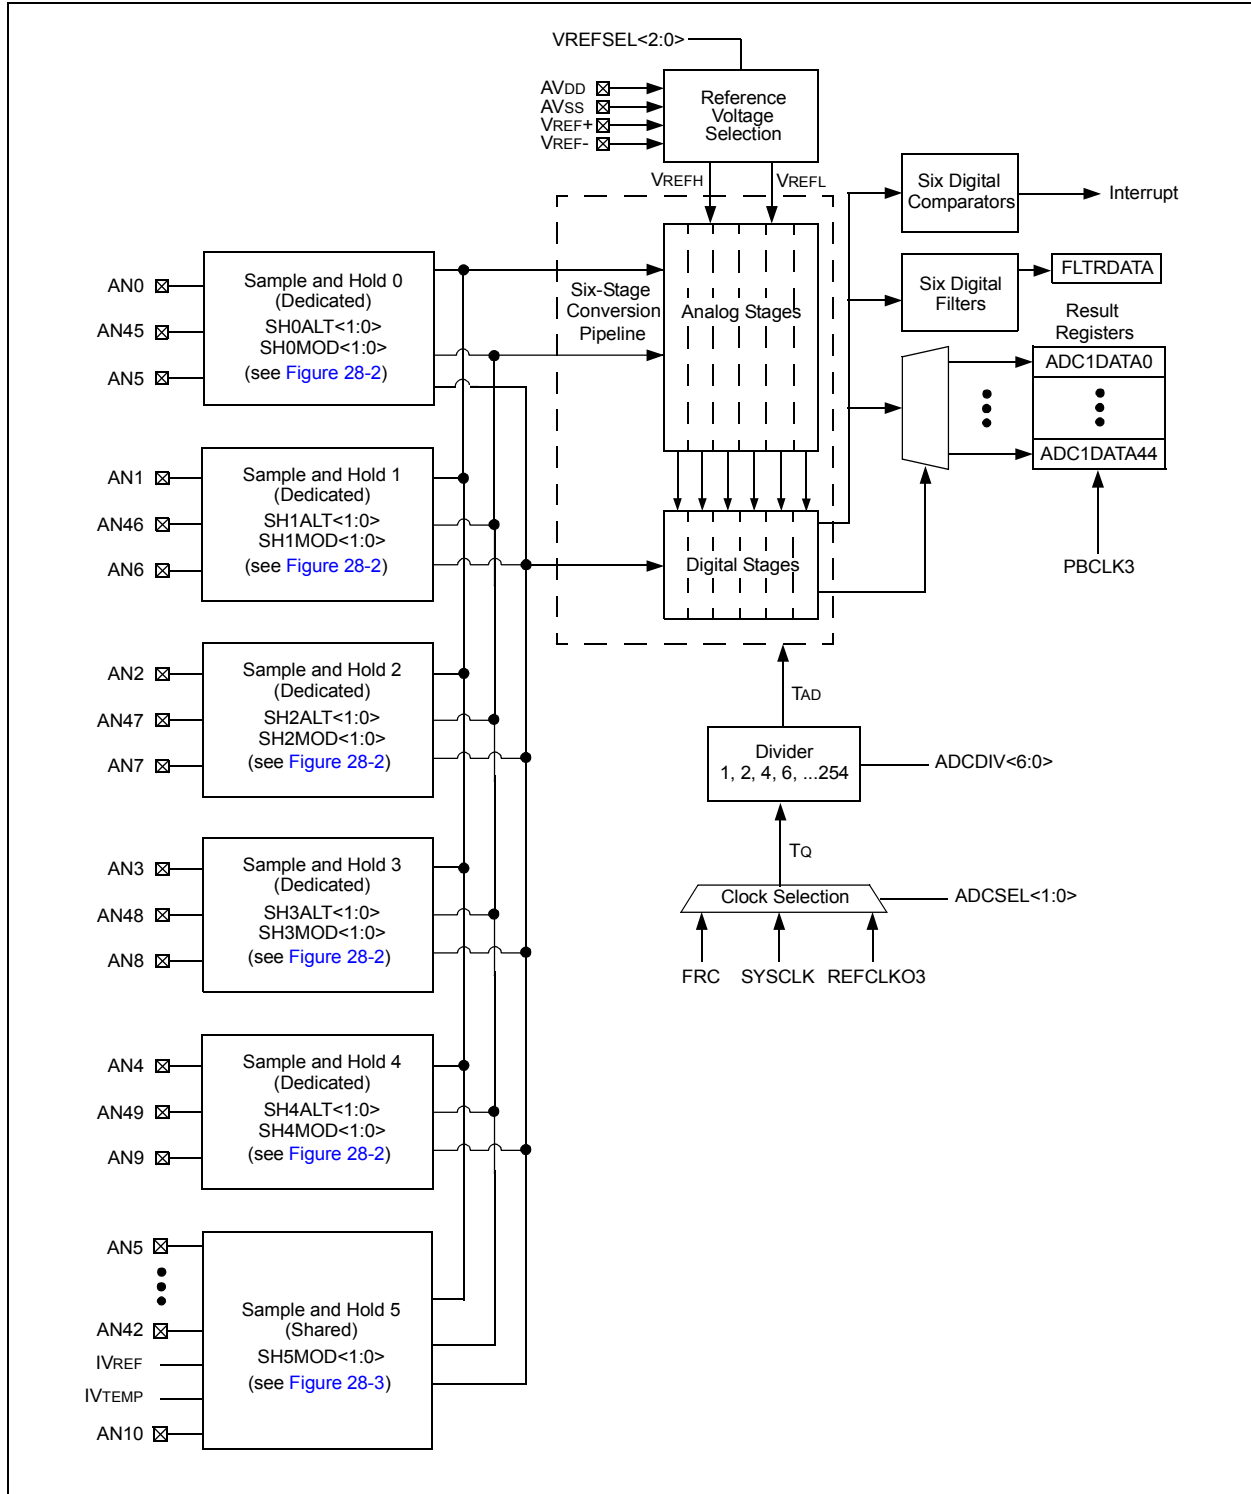 VREFSEL<2:0>
AVDD
AVSS
VREF+
VREF-
Reference
Voltage
Selection
VREFH
VREFL
Six Digital
Comparators
Interrupt
Six Digital
Filters
FLTRDATA
Result
Registers
ADC1DATA0
ADC1DATA44
PBCLK3
Six-Stage
Conversion
Pipeline
Analog Stages
Digital Stages
TAD
Divider
1, 2, 4, 6, ...254
ADCDIV<6:0>
TQ
Clock Selection
ADCSEL<1:0>
FRC
SYSCLK
REFCLKO3
AN0
AN45
AN5
Sample and Hold 0
(Dedicated)
SH0ALT<1:0>
SH0MOD<1:0>
(see Figure 28-2)
AN1
AN46
AN6
Sample and Hold 1
(Dedicated)
SH1ALT<1:0>
SH1MOD<1:0>
(see Figure 28-2)
AN2
AN47
AN7
Sample and Hold 2
(Dedicated)
SH2ALT<1:0>
SH2MOD<1:0>
(see Figure 28-2)
AN3
AN48
AN8
Sample and Hold 3
(Dedicated)
SH3ALT<1:0>
SH3MOD<1:0>
(see Figure 28-2)
AN4
AN49
AN9
Sample and Hold 4
(Dedicated)
SH4ALT<1:0>
SH4MOD<1:0>
(see Figure 28-2)
AN5
AN42
IVREF
IVTEMP
AN10
Sample and Hold 5
(Shared)
SH5MOD<1:0>
(see Figure 28-3)